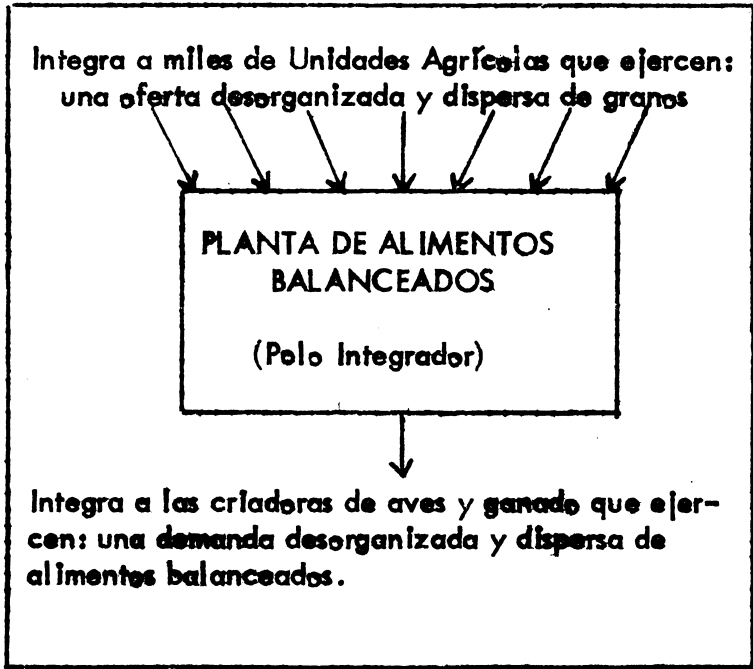 Integra a miles de Unidades Agrícolas que ejercen:
una oferta desorganizada y dispersa de granos
PLANTA DE ALIMENTOS
BALANCEADOS
(Polo Integrador)
Integra a las criadoras de aves y ganado que ejer-
cen: una demanda desorganizada y dispersa de
alimentos balanceados.